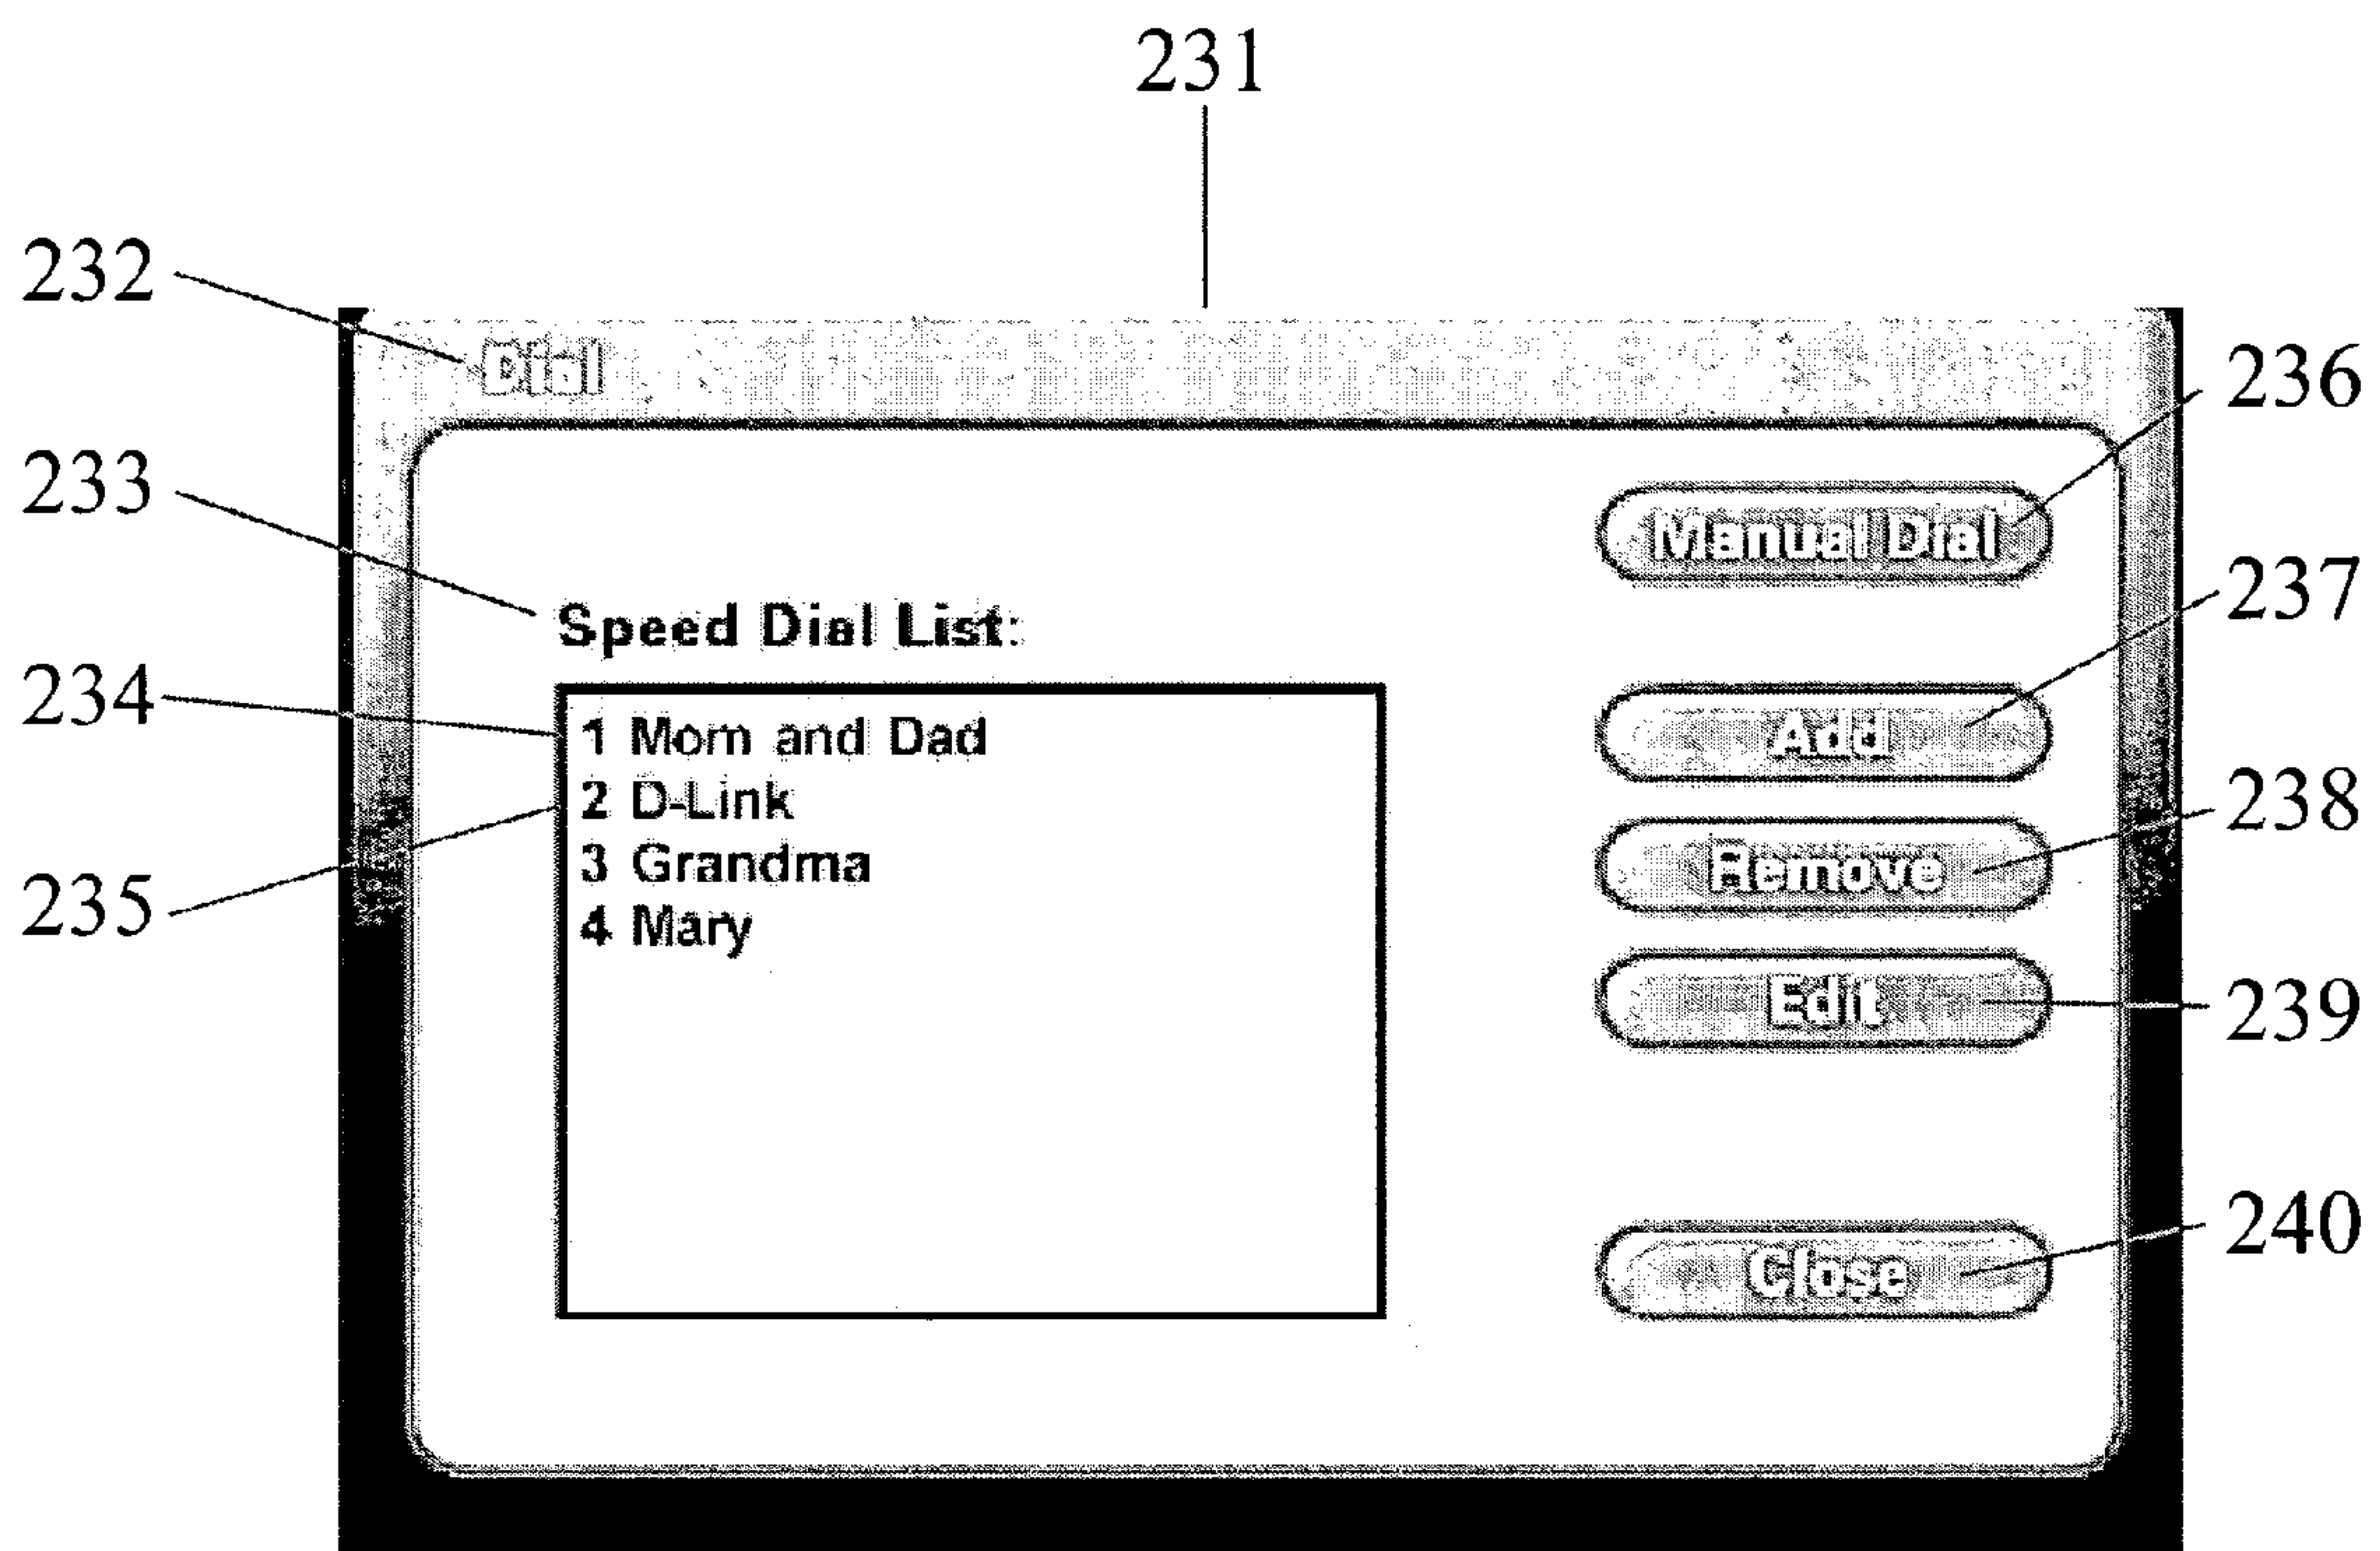 231
232
Dial
236
233
Manual Dial
237
Speed Dial List:
234
1 Mom and Dad
Add
2 D-Link
238
235
3 Grandma
Remove
4 Mary
Edit
239
240
Close